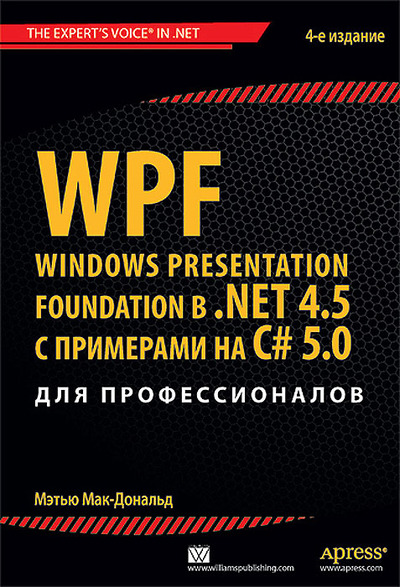 THE EXPERT'S VOICE® IN .NET
4-е издание
WPF
WINDOWS PRESENTATION
FOUNDATION В .NET 4.5
С ПРИМЕРАМИ НА C# 5.0
ДЛЯ ПРОФЕССИОНАЛОВ
Мэтью Мак-Дональд
W
www.williamspublishing.com
Apress®
www.apress.com